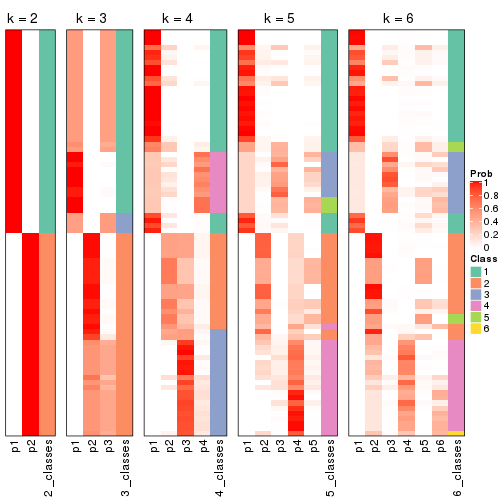 k = 2
k = 3
k = 4
k = 5
k = 6
p1
p2
2_classes
p1
p2
p3
3_classes
p1
p2
p3
p4
4_classes
p1
p2
p3
p4
p5
5_classes
p1
p2
p3
p4
p5
p6
6_classes
Prob
1
0.8
0.6
0.4
0.2
0
Class
1
2
3
4
5
6